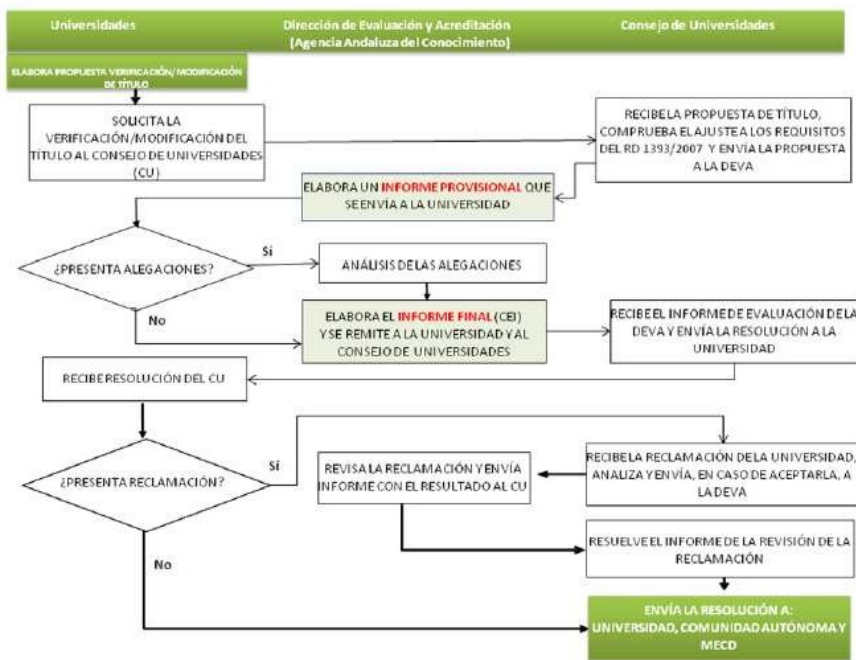 Universidades
Dirección de Evaluación y Acreditación
(Agencia Andaluza del Conocimiento)
Consejo de Universidades
ELABORA PROPUESTA VERIFICACIÓN/ MODIFICACIÓN
DE TÍTULO
SOLICITA LA
VERIFICACIÓN/MODIFICACIÓN DEL
TÍTULO AL CONSEJO DE UNIVERSIDADES
(CU)
RECIBE LA PROPUESTA DE TÍTULO,
COMPRUEBA EL AJUSTE A LOS REQUISITOS
DEL RD 1393/2007 Y ENVÍA LA PROPUESTA
A LA DEVA
ELABORA UN INFORME PROVISIONAL QUE
SE ENVÍA A LA UNIVERSIDAD
¿PRESENTA ALEGACIONES?
Sí
ANÁLISIS DE LAS ALEGACIONES
No
ELABORA EL INFORME FINAL (CEI)
Y SE REMITE A LA UNIVERSIDAD Y AL
CONSEJO DE UNIVERSIDADES
RECIBE EL INFORME DE EVALUACIÓN DE LA
DEVA Y ENVÍA LA RESOLUCIÓN A LA
UNIVERSIDAD
RECIBE RESOLUCIÓN DEL CU
¿PRESENTA RECLAMACIÓN?
Sí
REVISA LA RECLAMACIÓN Y ENVÍA
INFORME CON EL RESULTADO AL CU
RECIBE LA RECLAMACIÓN DE LA UNIVERSIDAD,
ANALIZA Y ENVÍA, EN CASO DE ACEPTARLA, A
LA DEVA
RESUELVE EL INFORME DE LA REVISIÓN DE LA
RECLAMACIÓN
No
ENVÍA LA RESOLUCIÓN A:
UNIVERSIDAD, COMUNIDAD AUTÓNOMA Y
MECD